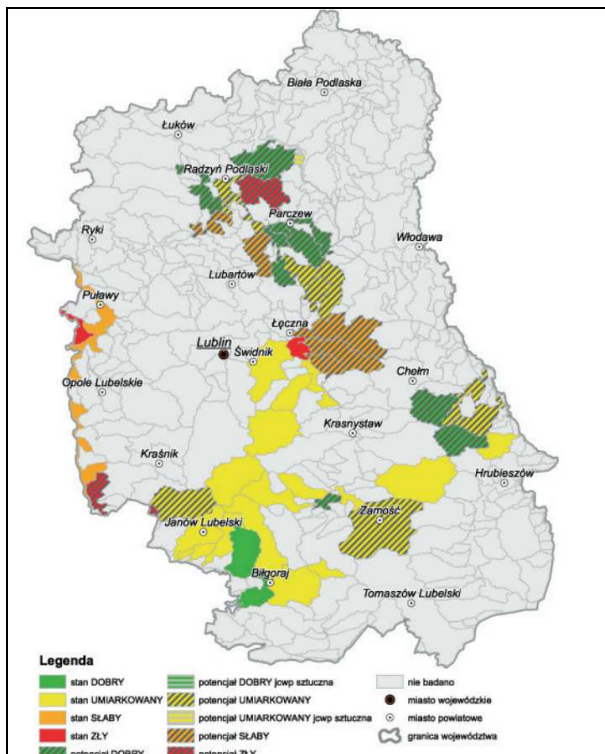 Biała Podlaska
Łuków
Radzyń Podlaski
Parczew
Ryki
Włodawa
Lubartów
Puławy
Łęczna
Lublin
Świdnik
Chełm
Opole Lubelskie
Krasnystaw
Kraśnik
Hrubieszów
Zamość
Janów Lubelski
Biłgoraj
Tomaszów Lubelski
Legenda
stan DOBRY
potencjał DOBRY jcwp sztuczna
nie badano
stan UMIARKOWANY
potencjał UMIARKOWANY
miasto wojewódzkie
stan SŁABY
potencjał UMIARKOWANY jcwp sztuczna
miasto powiatowe
stan ZŁY
potencjał SŁABY
granica województwa
potencjał DOBRY
potencjał ZŁY